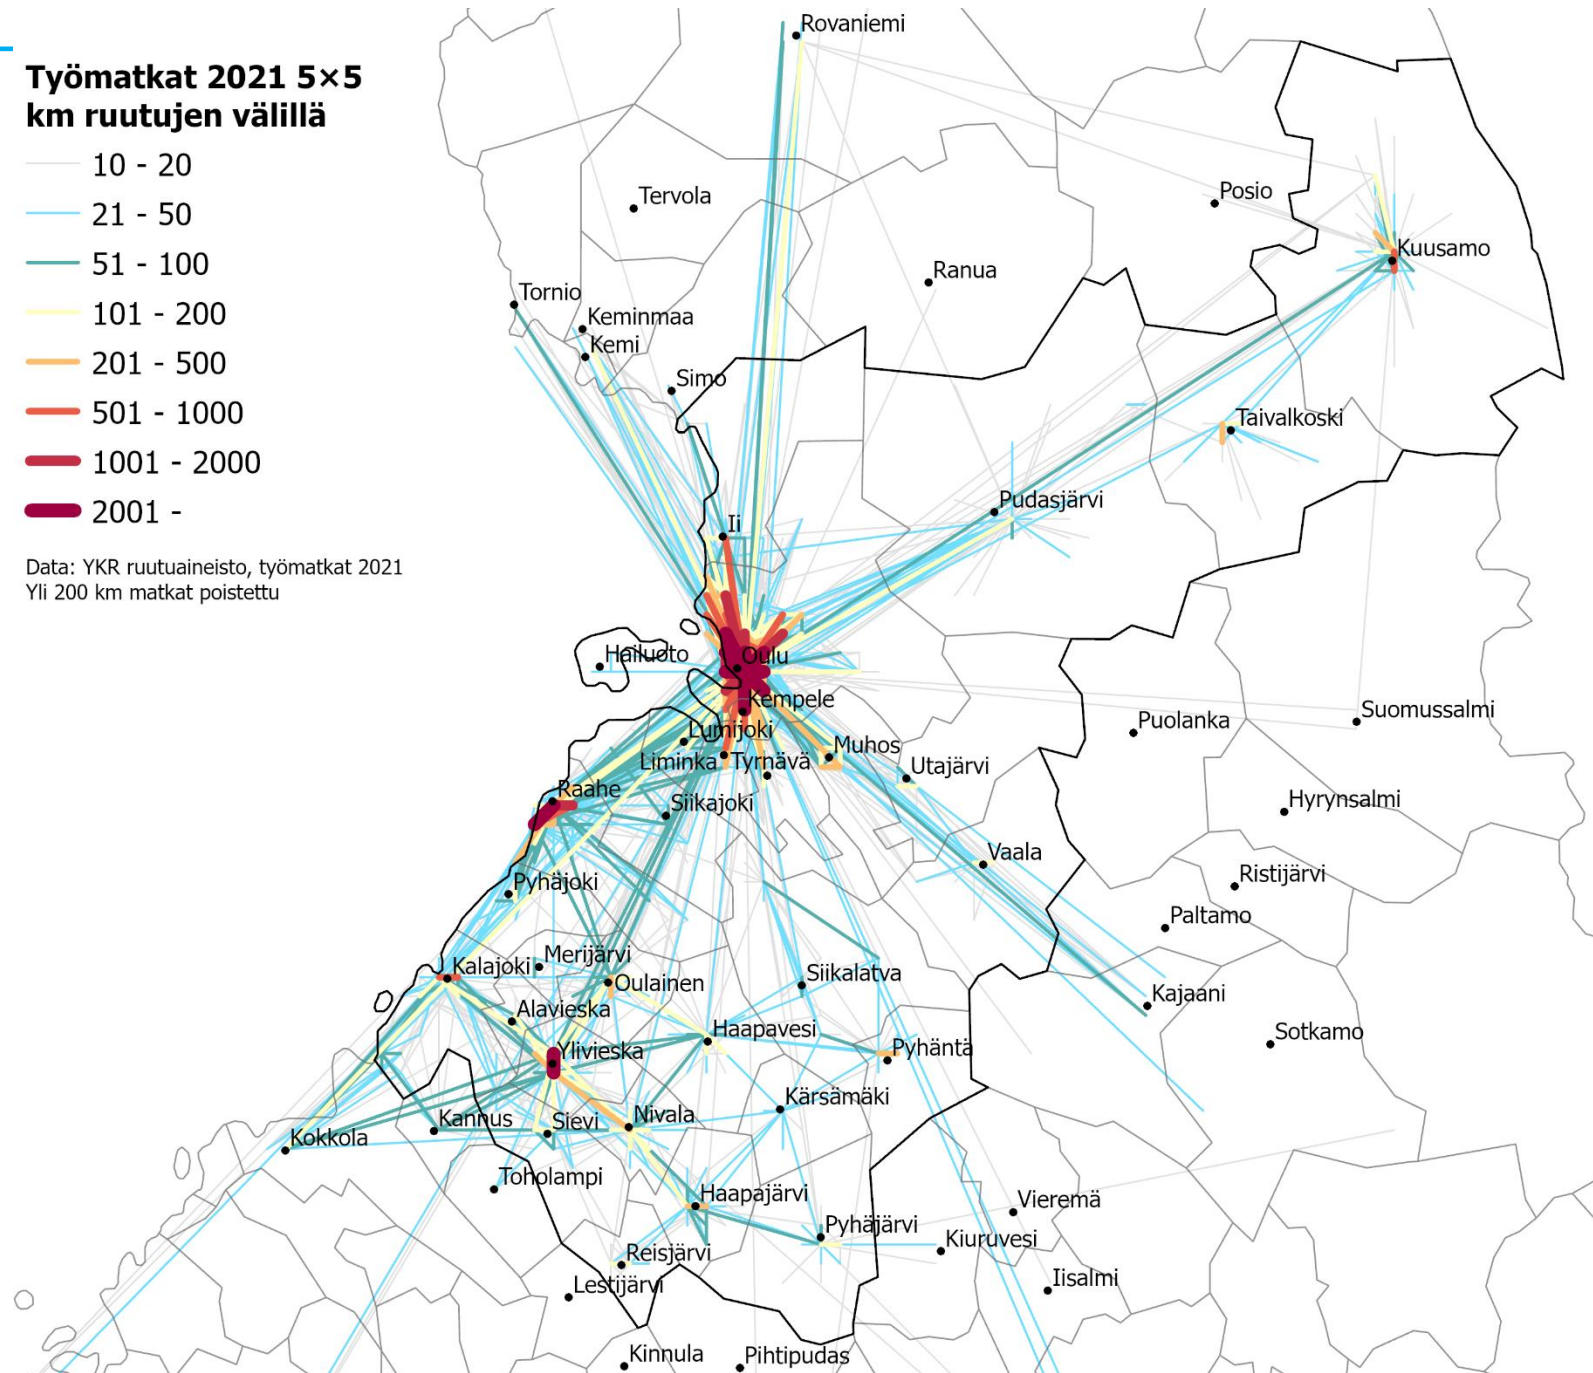 Rovaniemi
Työmatkat 2021 5×5
km ruutujen välillä
10 - 20
21 - 50
51 - 100
101 - 200
201 - 500
501 - 1000
1001 - 2000
2001 -
Data: YKR ruutuaineisto, työmatkat 2021
Yli 200 km matkat poistettu
Tervola
Posio
Kuusamo
Ranua
Tornio
Keminmaa
Kemi
Simo
Taivalkoski
Pudasjärvi
Ii
Hailuoto
Oulu
Kempele
Suomussalmi
Puolanka
Lumijoki
Muhos
Liminka
Tyrnävä
Utajärvi
Raahe
Siikajoki
Hyrynsalmi
Vaala
Ristijärvi
Pyhäjoki
Paltamo
Merijärvi
Kalajoki
Siikalatva
Oulainen
Kajaani
Alavieska
Haapavesi
Sotkamo
Ylivieska
Pyhäntä
Kärsämäki
Kannus
Sievi
Nivala
Kokkola
Toholampi
Haapajärvi
Vieremä
Pyhäjärvi
Kiuruvesi
Reisjärvi
Iisalmi
Lestijärvi
Kinnula
Pihtipudas